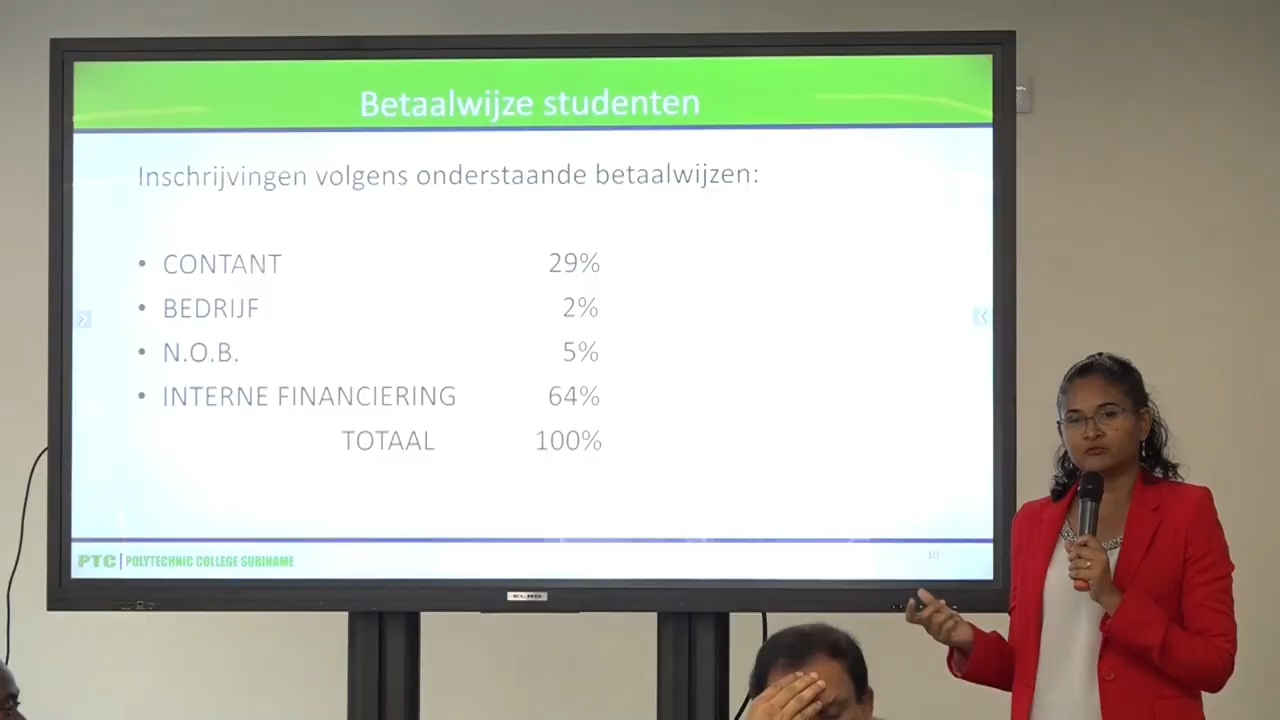 Betaalwijze studenten
Inschrijvingen volgens onderstaande betaalwijzen:
• CONTANT 29%
• BEDRIJF 2%
• N.O.B. 5%
• INTERNE FINANCIERING 64%
TOTAAL 100%
PTC | POLYTECHNIC COLLEGE SURINAME
10
ELRO